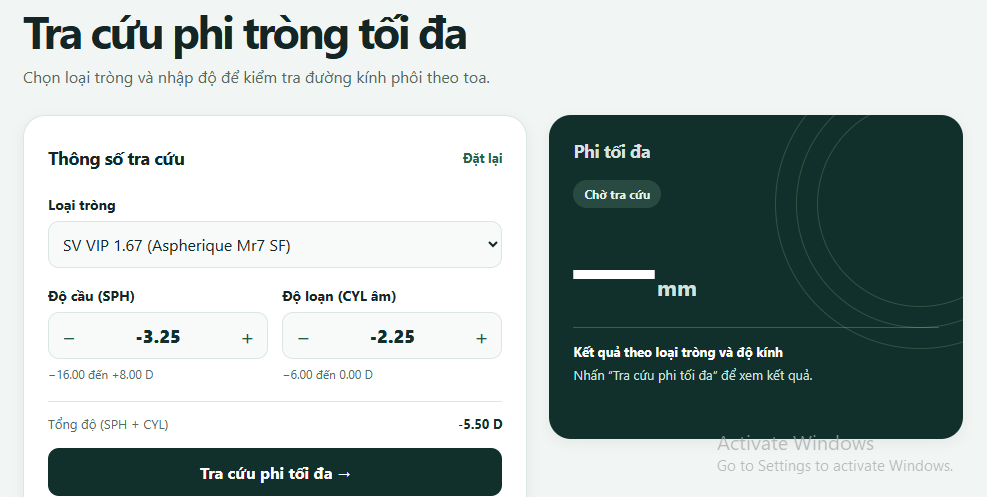 Tra cứu phi tròng tối đa
Chọn loại tròng và nhập độ để kiểm tra đường kính phôi theo toa.
Thông số tra cứu
Đặt lại
Loại tròng
SV VIP 1.67 (Aspherique Mr7 SF)
Độ cầu (SPH)
Độ loạn (CYL âm)
− -3.25 +
− -2.25 +
−16.00 đến +8.00 D
−6.00 đến 0.00 D
Tổng độ (SPH + CYL)
-5.50 D
Tra cứu phi tối đa →
Phi tối đa
Chờ tra cứu
— mm
Kết quả theo loại tròng và độ kính
Nhấn “Tra cứu phi tối đa” để xem kết quả.
Activate Windows
Go to Settings to activate Windows.